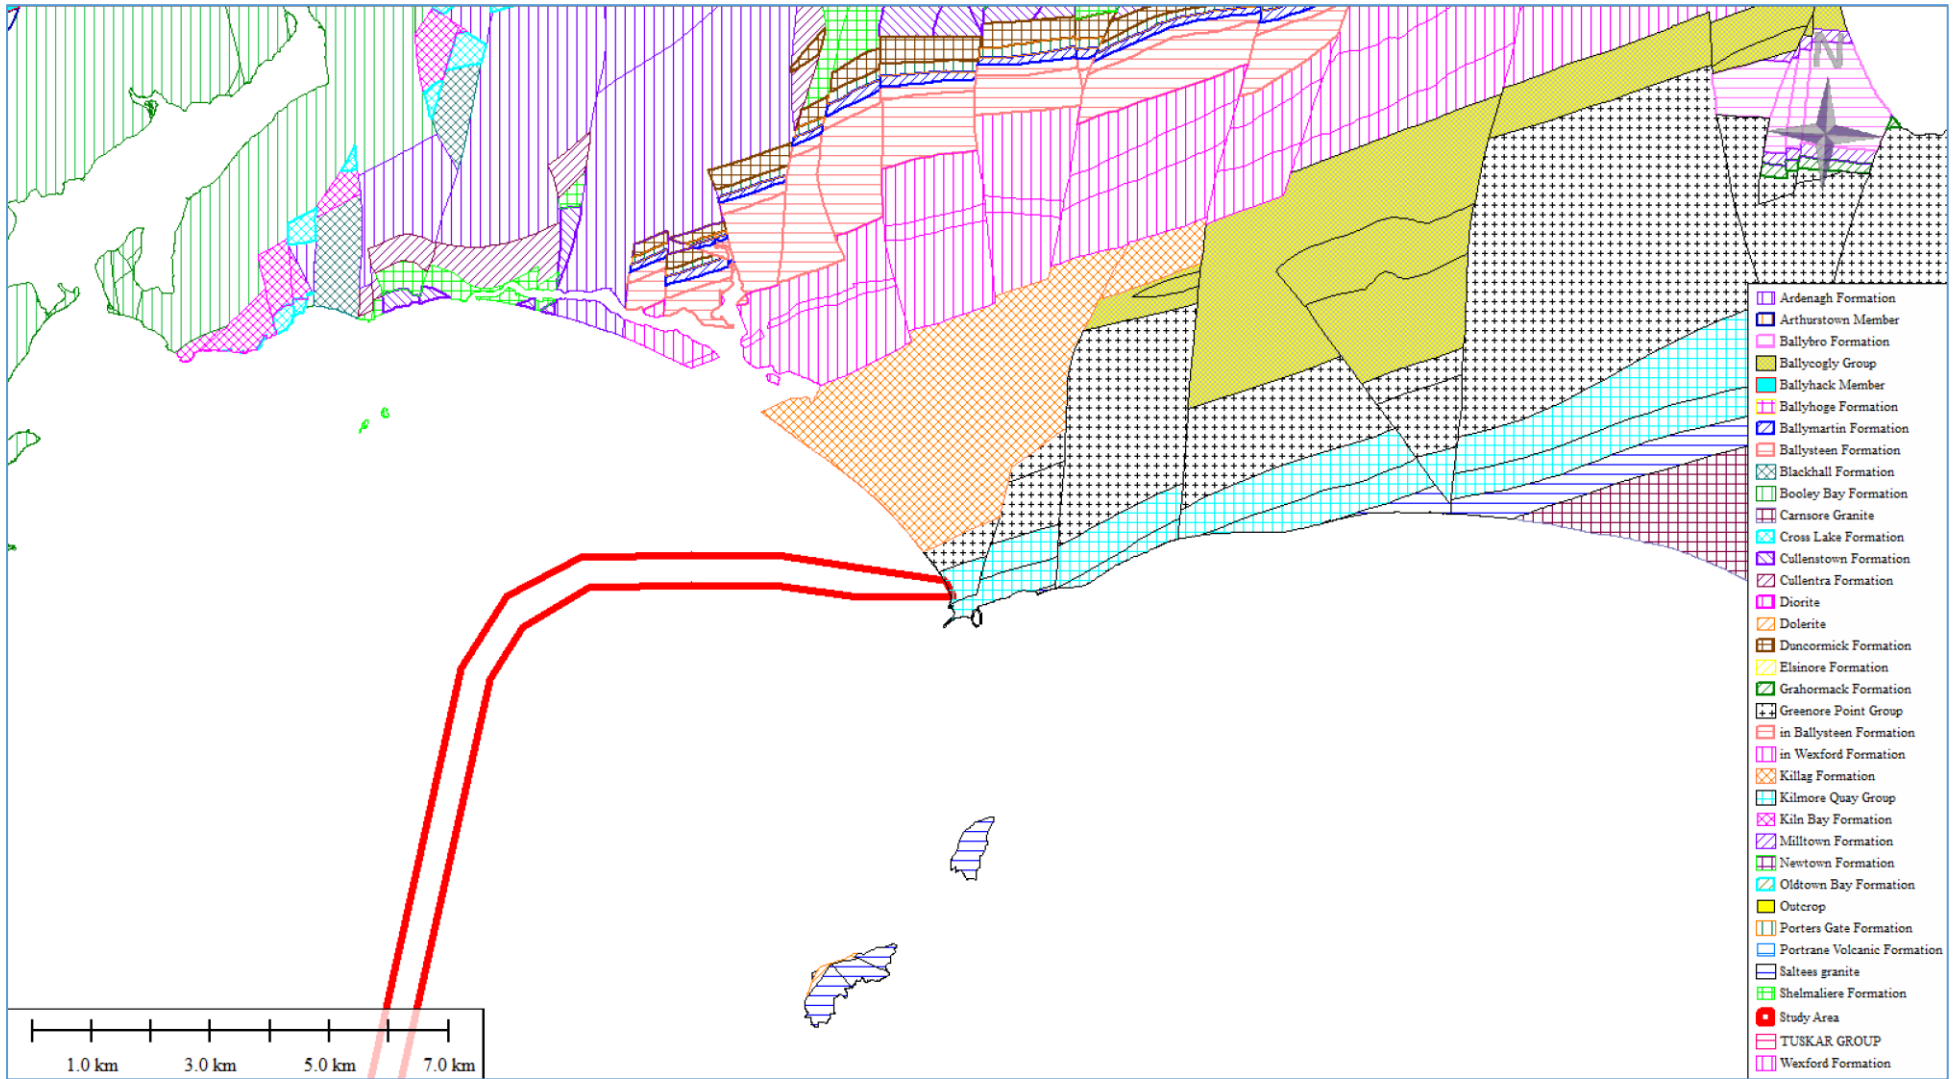 N
Ardenagh Formation
Arthurstown Member
Ballybro Formation
Ballycogly Group
Ballyhack Member
Ballyhoge Formation
Ballymartin Formation
Ballysteen Formation
Blackhall Formation
Booley Bay Formation
Carnsore Granite
Cross Lake Formation
Cullenstown Formation
Cullentra Formation
Diorite
Dolerite
Duncormick Formation
Elsinore Formation
Grahormack Formation
Greenore Point Group
in Ballysteen Formation
in Wexford Formation
Killag Formation
Kilmore Quay Group
Kiln Bay Formation
Milltown Formation
Newtown Formation
Oldtown Bay Formation
Outcrop
Porters Gate Formation
Portrane Volcanic Formation
Saltees granite
Shelmaliere Formation
Study Area
TUSKAR GROUP
Wexford Formation
1.0 km 3.0 km 5.0 km 7.0 km